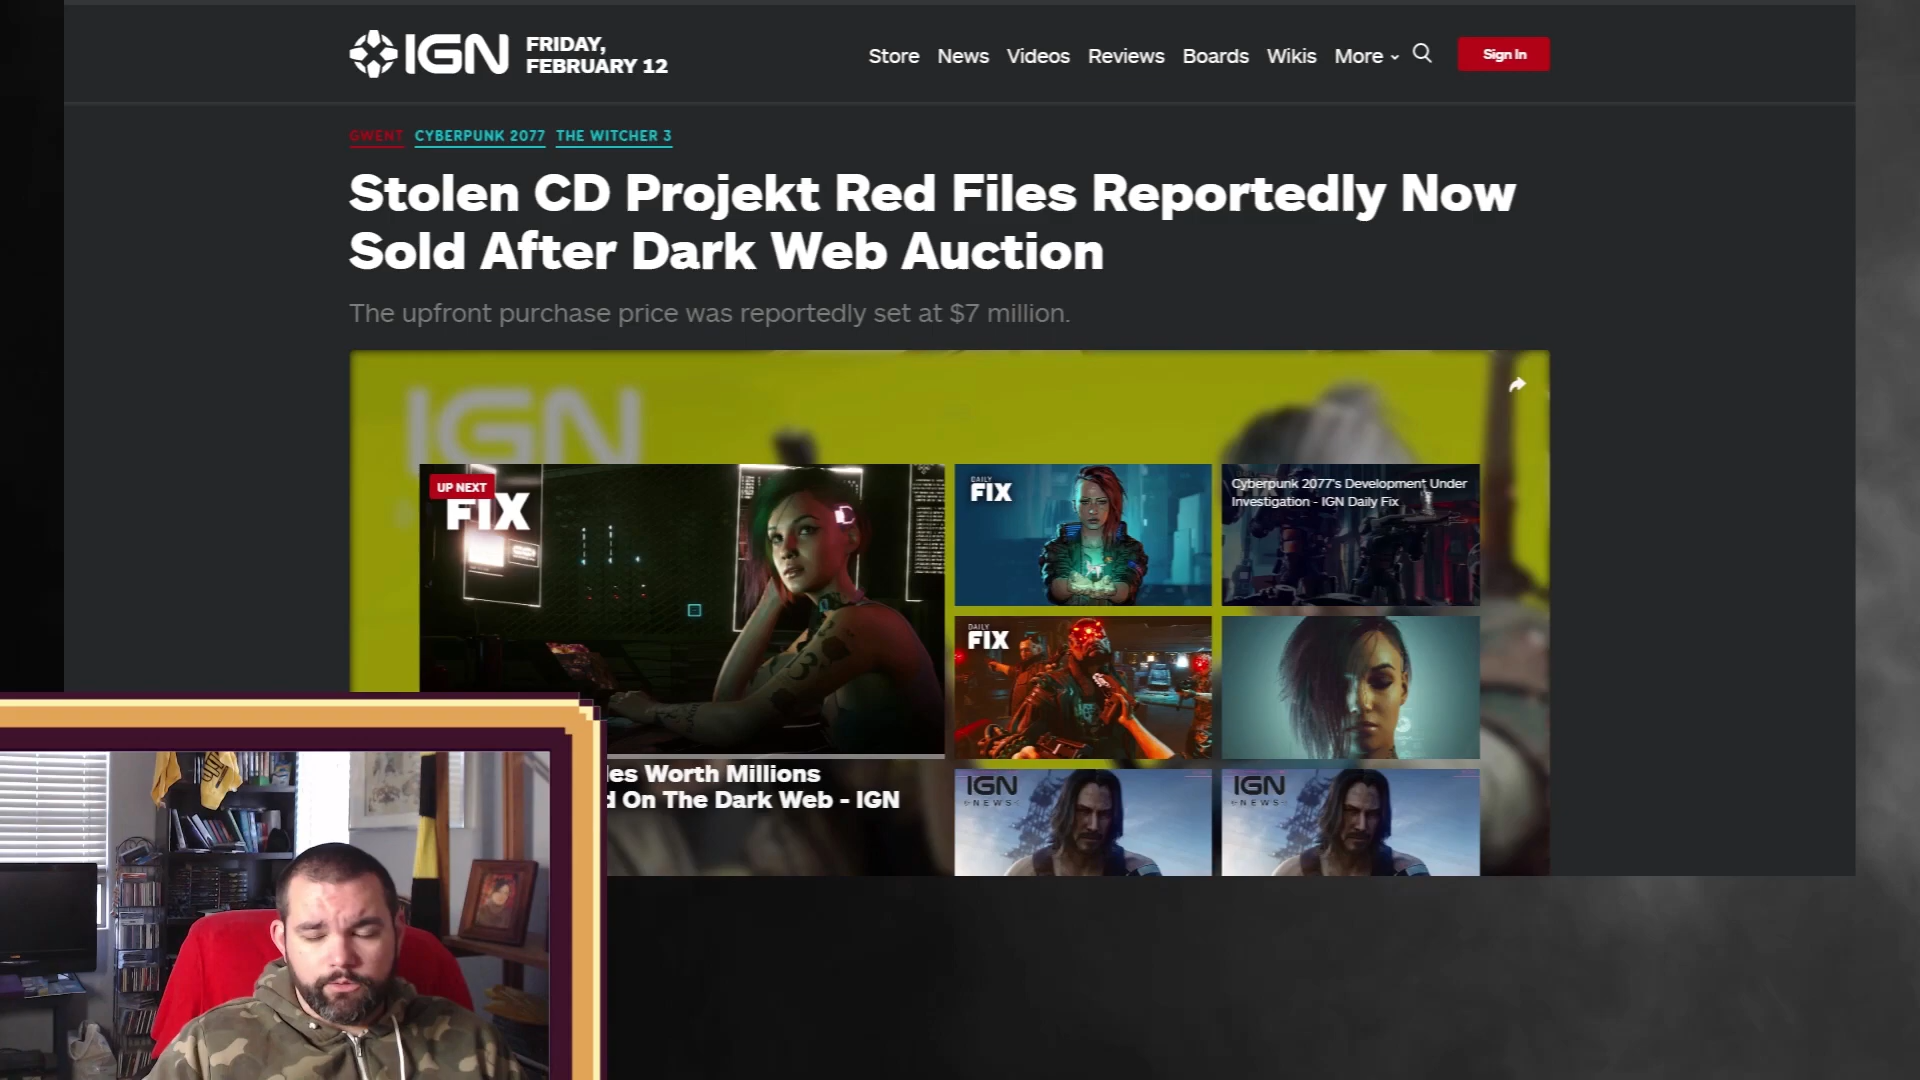 IGN
FRIDAY,
FEBRUARY 12
Store News Videos Reviews Boards Wikis More
Sign In
GWENT CYBERPUNK 2077 THE WITCHER 3
Stolen CD Projekt Red Files Reportedly Now
Sold After Dark Web Auction
The upfront purchase price was reportedly set at $7 million.
IGN
UP NEXT
FIX
DAILY
FIX
Cyberpunk 2077's Development Under
Investigation - IGN Daily Fix
DAILY
FIX
les Worth Millions
d On The Dark Web - IGN
IGN
NEWS
IGN
NEWS